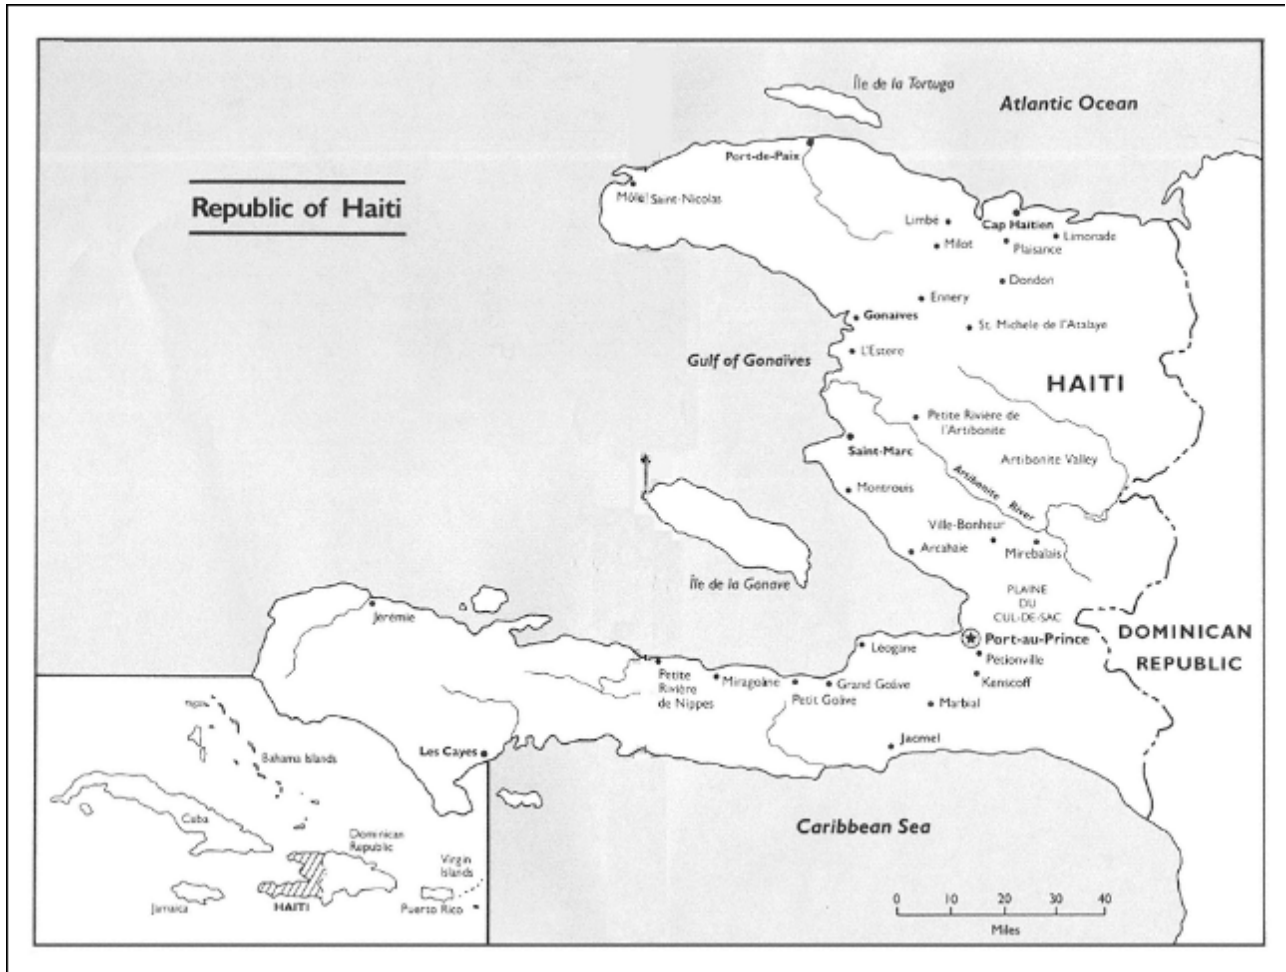 Île de la Tortuga
Atlantic Ocean
Port-de-Paix
Republic of Haiti
Môle Saint-Nicolas
Limbé
Cap Haïtien
Limonade
Milot
Plaisance
Dondon
Ennery
Gonaïves
St. Michele de l'Atalaye
Gulf of Gonaïves
L'Estere
HAITI
Petite Rivière de
l'Artibonite
Saint-Marc
Artibonite Valley
Montrouis
Artibonite River
Ville-Bonheur
Arcahaie
Mirebalais
Île de la Gonave
PLAINE
DU
CUL-DE-SAC
Jérémie
Port-au-Prince
DOMINICAN
REPUBLIC
Léogane
Petionville
Kenscoff
Petite
Rivière
de Nippes
Miragoâne
Petit Goâve
Grand Goâve
Marbial
Jacmel
Les Cayes
Bahama Islands
Caribbean Sea
Cuba
Dominican
Republic
Virgin
Islands
Jamaica
HAITI
Puerto Rico
0 10 20 30 40
Miles